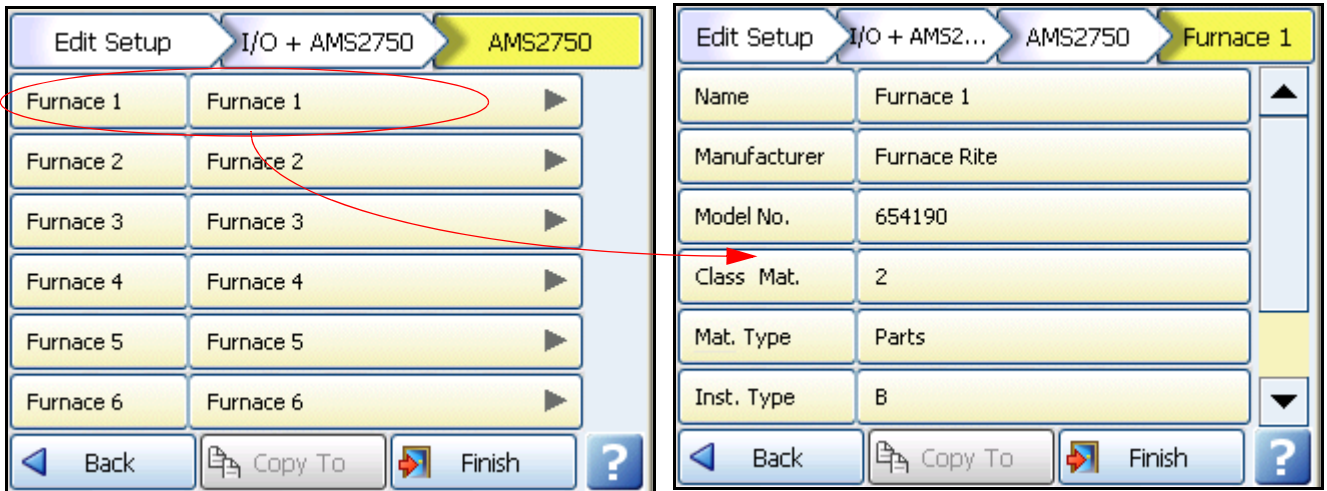 Edit Setup I/O + AMS2750 AMS2750
Furnace 1 Furnace 1
Furnace 2 Furnace 2
Furnace 3 Furnace 3
Furnace 4 Furnace 4
Furnace 5 Furnace 5
Furnace 6 Furnace 6
Back Copy To Finish ?
Edit Setup I/O + AMS2... AMS2750 Furnace 1
Name Furnace 1
Manufacturer Furnace Rite
Model No. 654190
Class Mat. 2
Mat. Type Parts
Inst. Type B
Back Copy To Finish ?